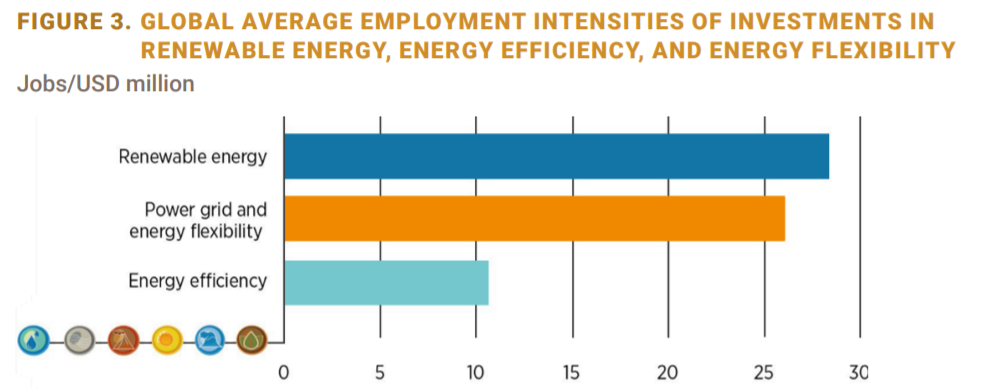 FIGURE 3. GLOBAL AVERAGE EMPLOYMENT INTENSITIES OF INVESTMENTS IN
RENEWABLE ENERGY, ENERGY EFFICIENCY, AND ENERGY FLEXIBILITY
Jobs/USD million
Renewable energy
Power grid and
energy flexibility
Energy efficiency
0 5 10 15 20 25 30